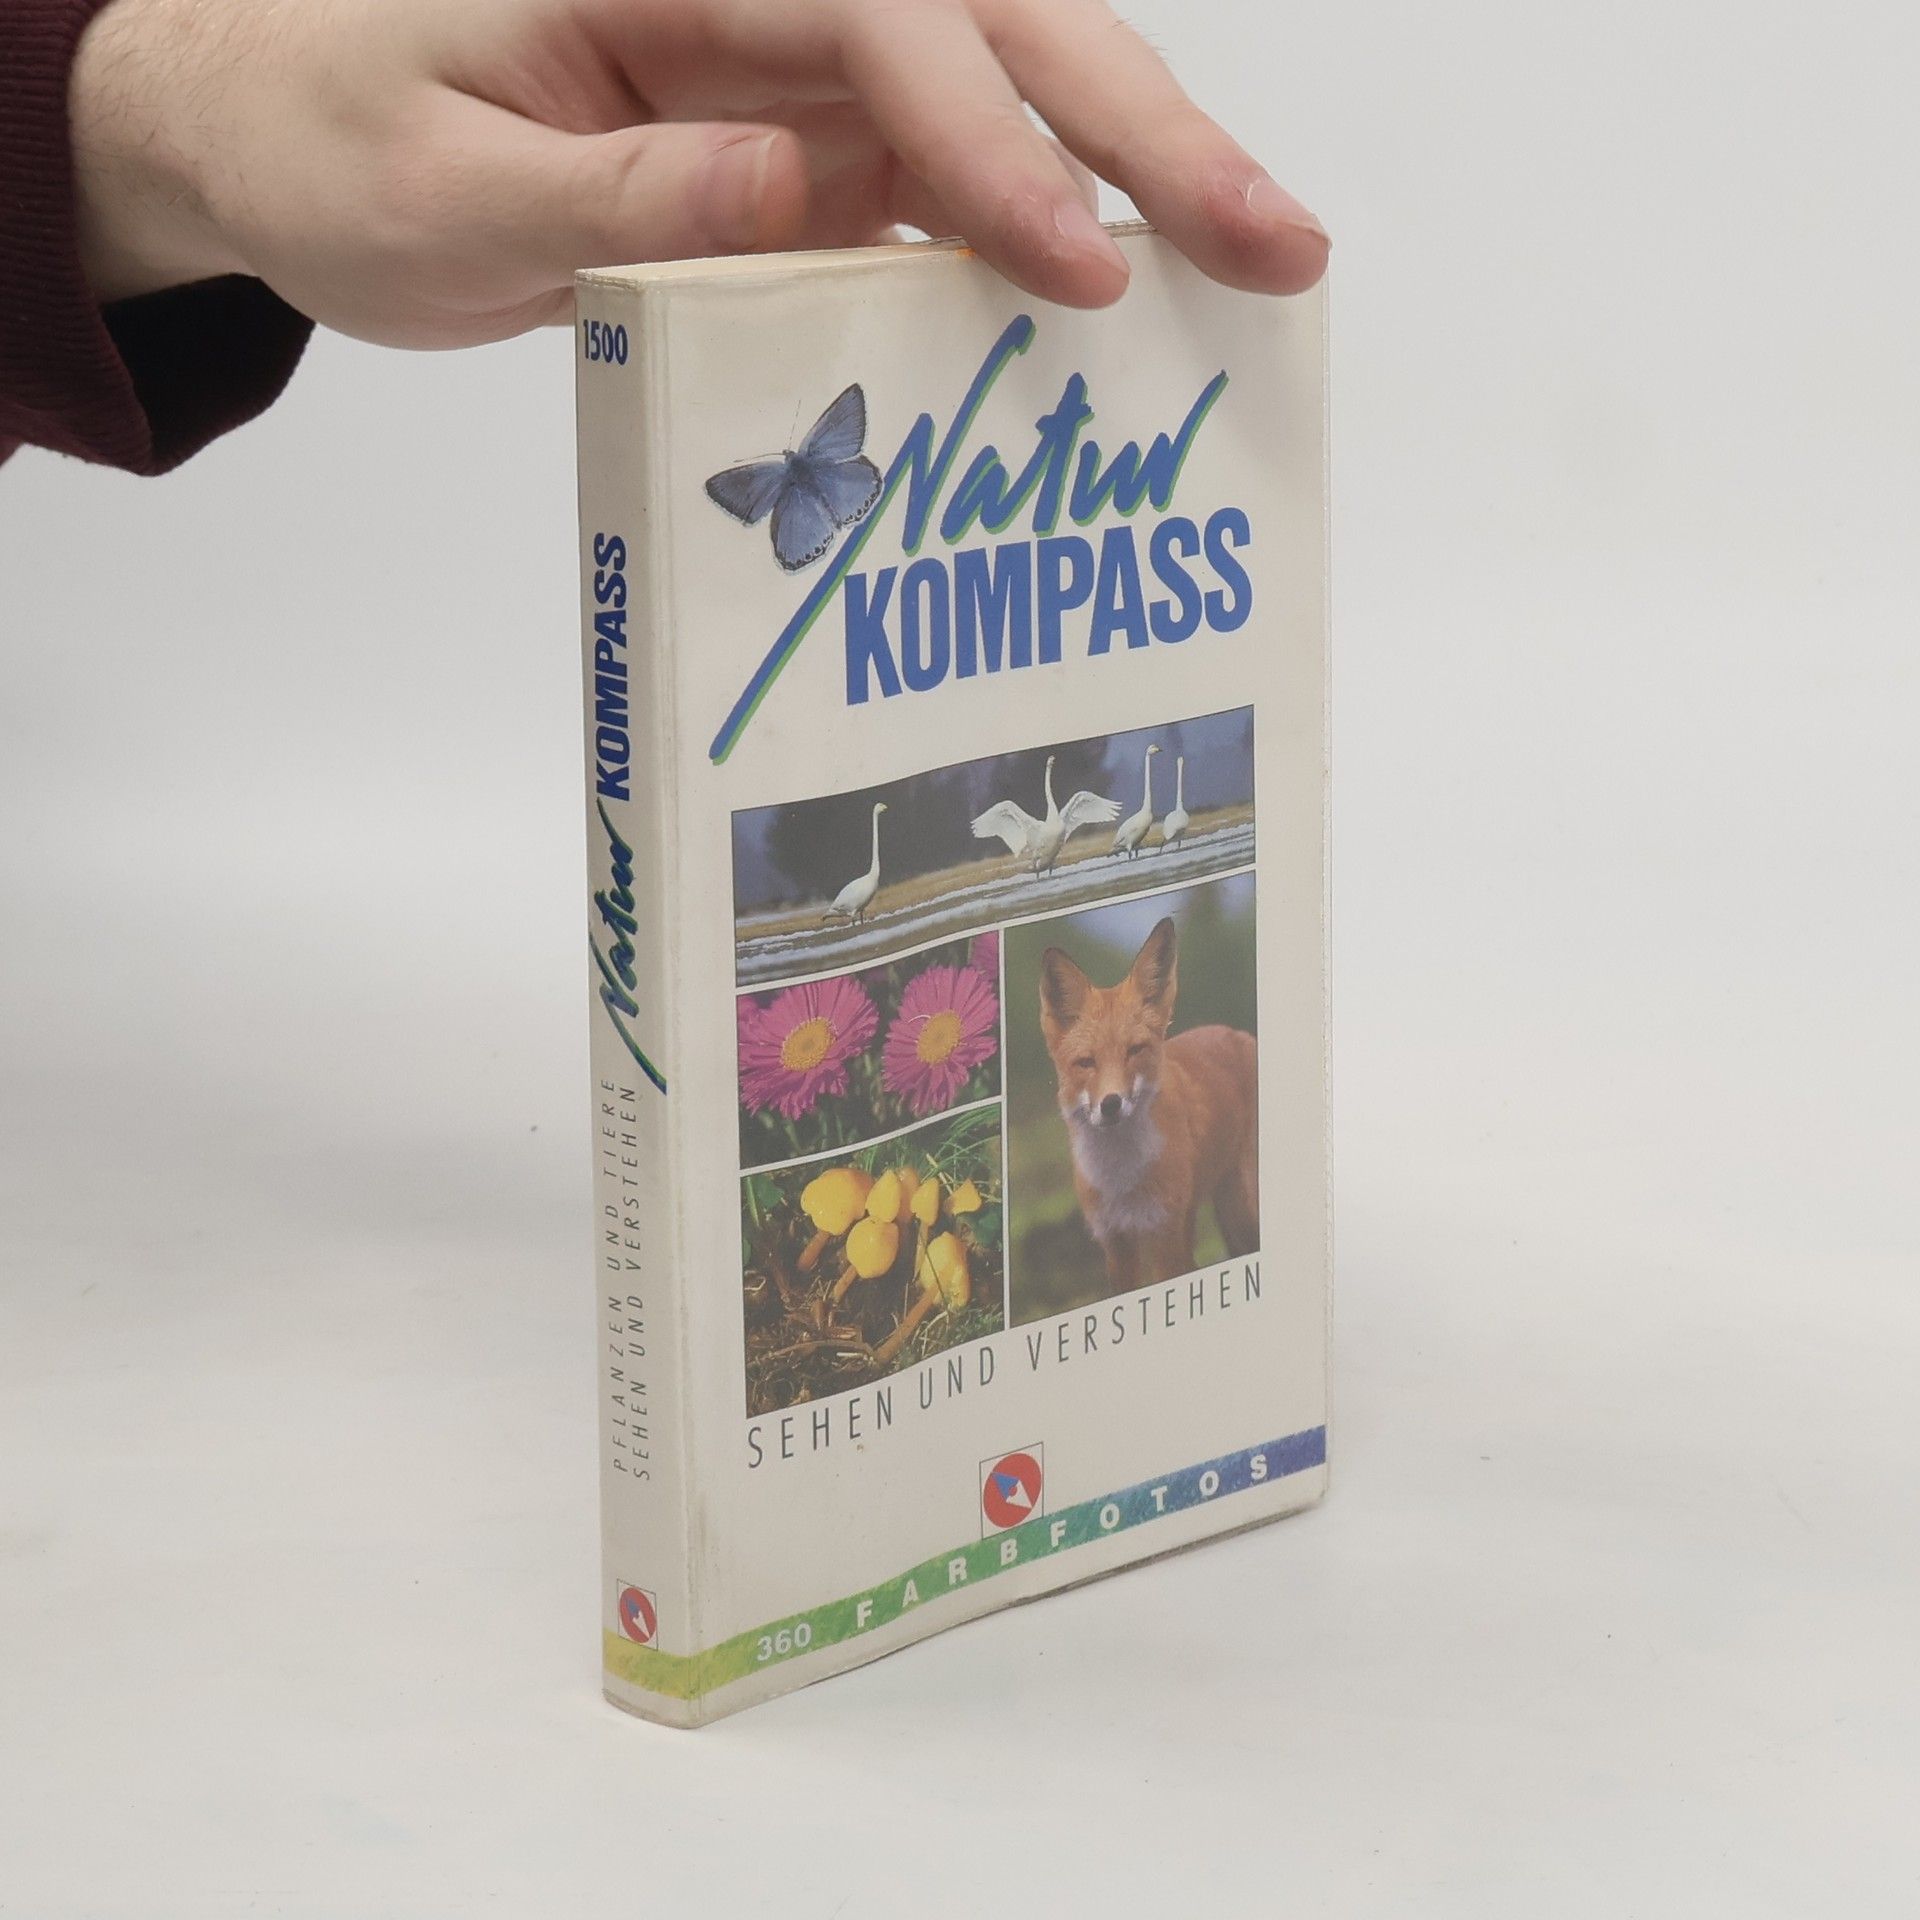 1500
Natur
KOMPASS
PFLANZEN UND TIERE
SEHEN UND VERSTEHEN
Natur
KOMPASS
SEHEN UND VERSTEHEN
360 FARBFOTOS